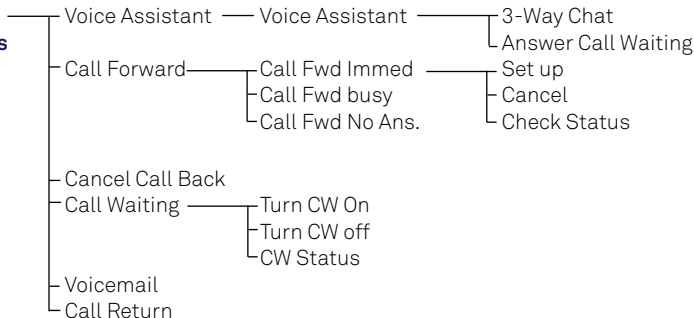 Voice Assistant Voice Assistant 3-Way Chat
s Answer Call Waiting
Call Forward Call Fwd Immed Set up
Call Fwd busy Cancel
Call Fwd No Ans. Check Status
Cancel Call Back
Call Waiting Turn CW On
Turn CW off
CW Status
Voicemail
Call Return